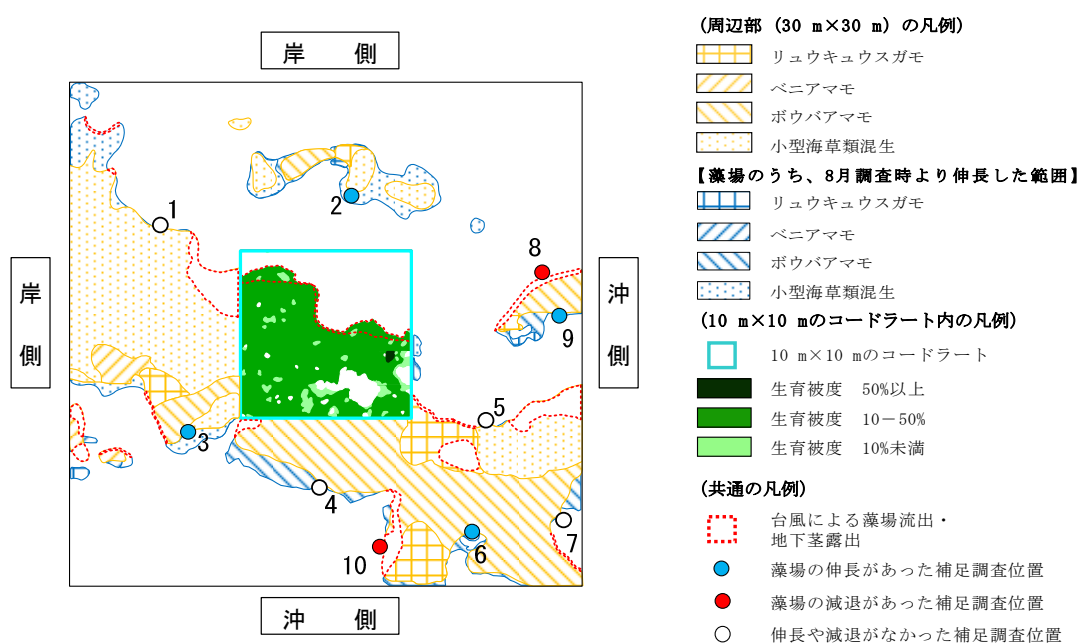 岸 側
岸
側
沖
側
沖 側
1
2
3
4
5
6
7
8
9
10
(周辺部 (30 m×30 m) の凡例)
リュウキュウスガモ
ベニアマモ
ボウバアマモ
小型海草類混生
【藻場のうち、8月調査時より伸長した範囲】
リュウキュウスガモ
ベニアマモ
ボウバアマモ
小型海草類混生
(10 m×10 mのコードラート内の凡例)
10 m×10 mのコードラート
生育被度 50%以上
生育被度 10－50%
生育被度 10%未満
(共通の凡例)
台風による藻場流出・
地下茎露出
藻場の伸長があった補足調査位置
藻場の減退があった補足調査位置
伸長や減退がなかった補足調査位置